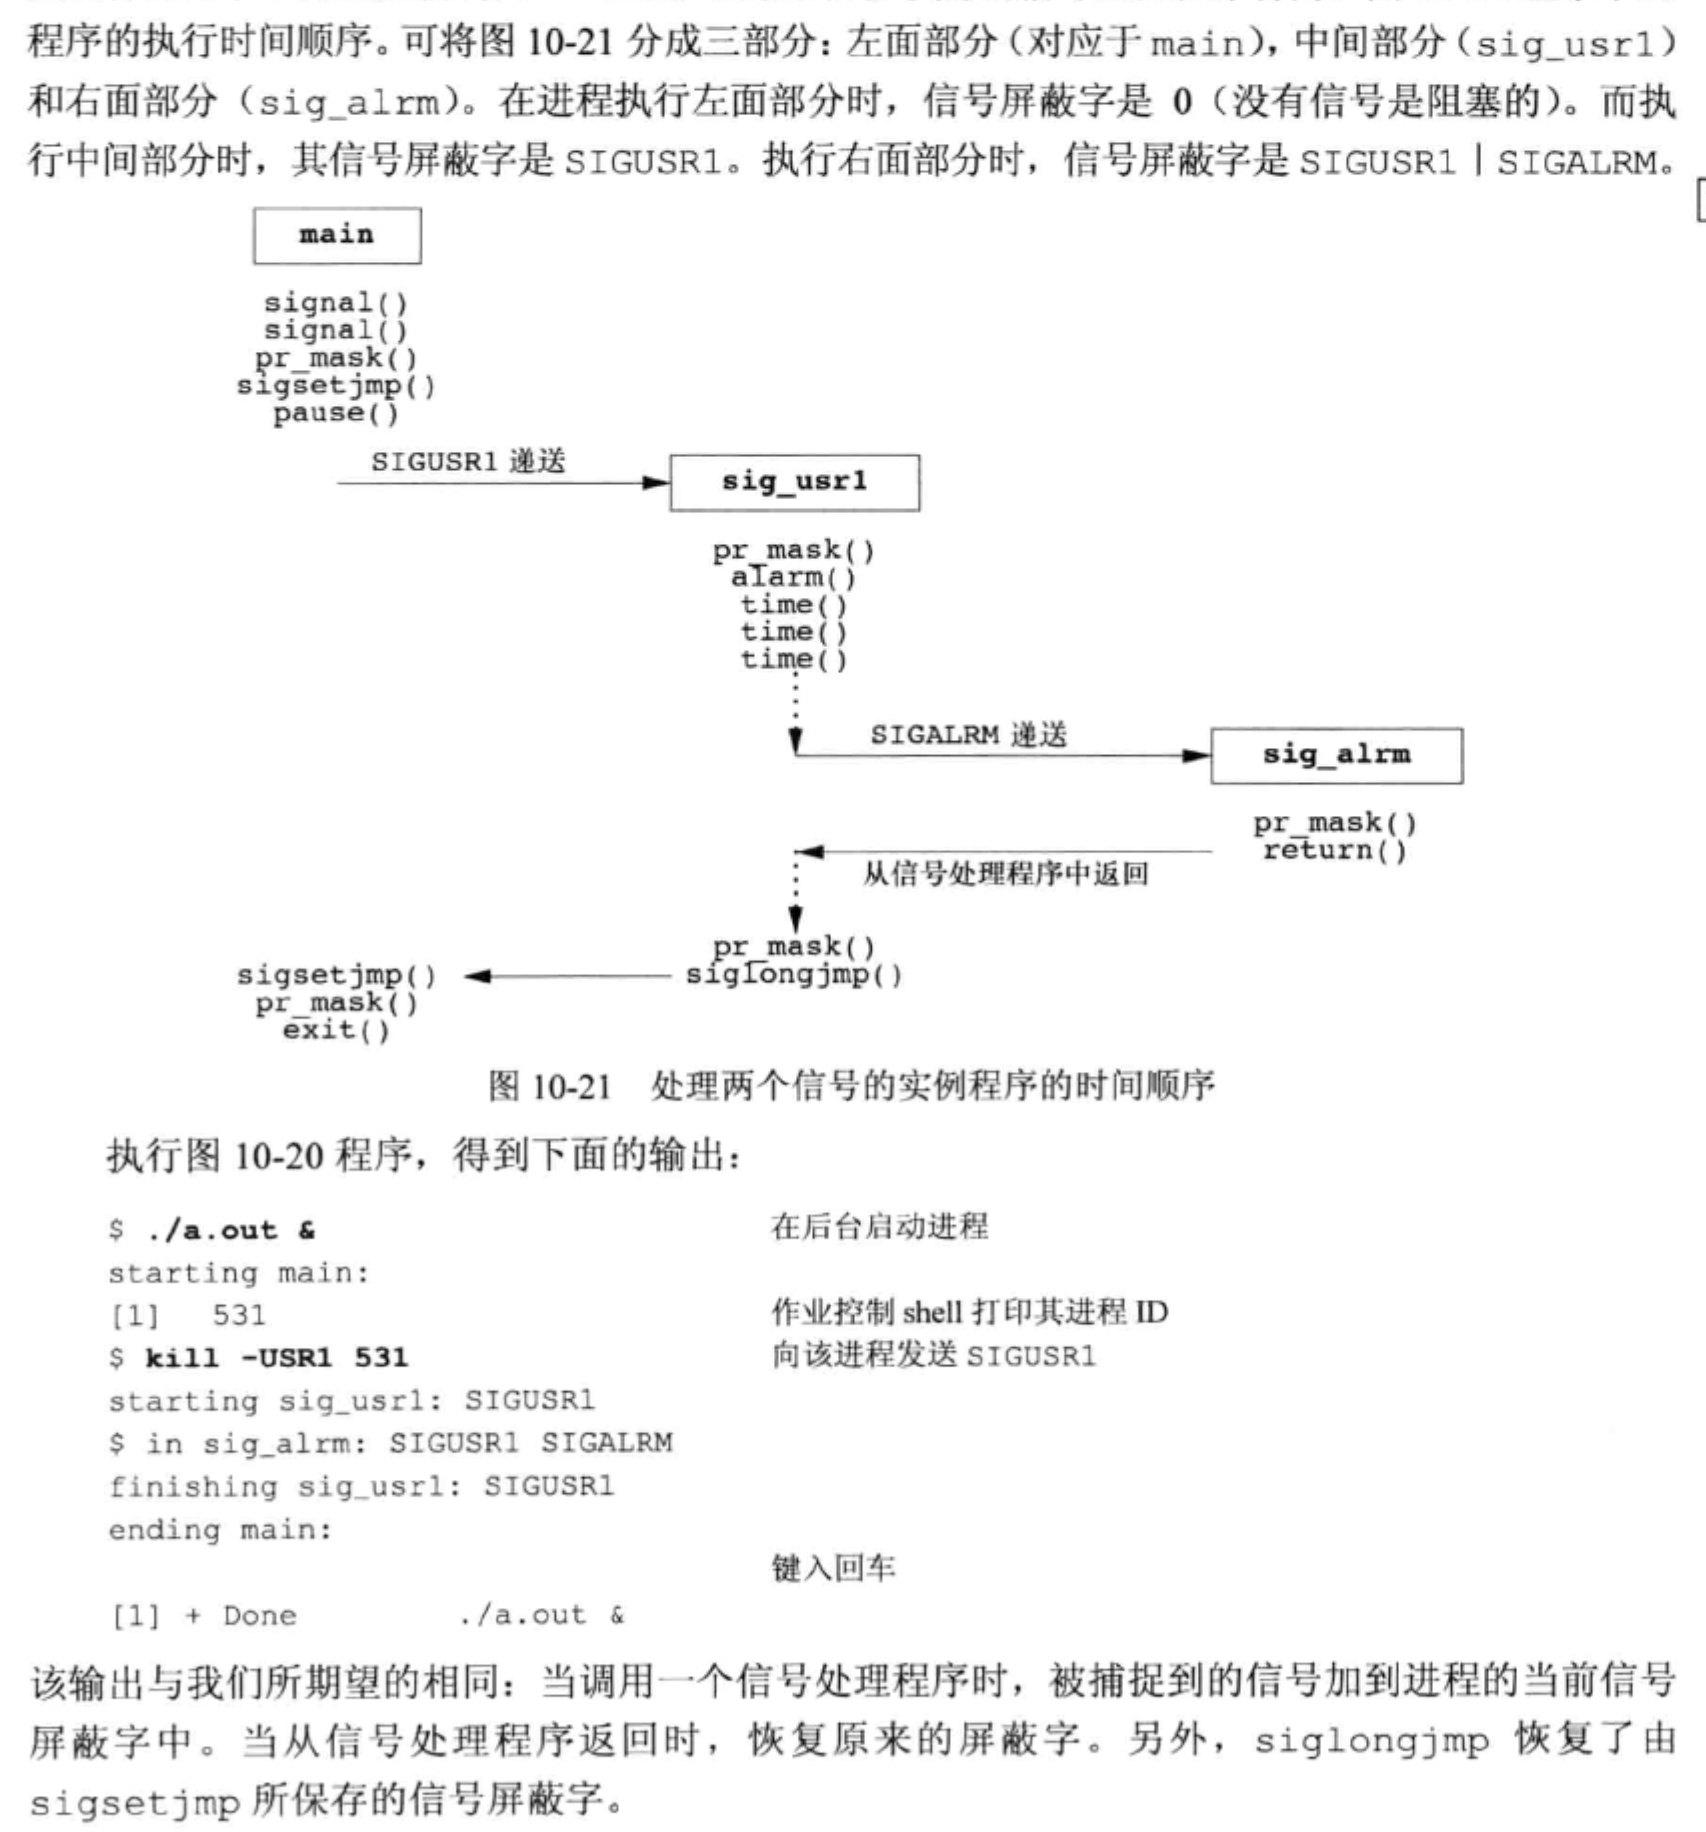 程序的执行时间顺序。可将图 10-21 分成三部分：左面部分（对应于 main），中间部分（sig_usr1）
和右面部分（sig_alrm）。在进程执行左面部分时，信号屏蔽字是 0（没有信号是阻塞的）。而执
行中间部分时，其信号屏蔽字是 SIGUSR1。执行右面部分时，信号屏蔽字是 SIGUSR1 | SIGALRM。
main
signal()
signal()
pr_mask()
sigsetjmp()
pause()
SIGUSR1 递送
sig_usr1
pr_mask()
alarm()
time()
time()
time()
SIGALRM 递送
sig_alrm
pr_mask()
return()
从信号处理程序中返回
pr_mask()
siglongjmp()
sigsetjmp()
pr_mask()
exit()
图 10-21 处理两个信号的实例程序的时间顺序
执行图 10-20 程序，得到下面的输出：
$ ./a.out & 在后台启动进程
starting main:
[1] 531 作业控制 shell 打印其进程 ID
$ kill -USR1 531 向该进程发送 SIGUSR1
starting sig_usr1: SIGUSR1
$ in sig_alrm: SIGUSR1 SIGALRM
finishing sig_usr1: SIGUSR1
ending main:
键入回车
[1] + Done ./a.out &
该输出与我们所期望的相同：当调用一个信号处理程序时，被捕捉到的信号加到进程的当前信号
屏蔽字中。当从信号处理程序返回时，恢复原来的屏蔽字。另外，siglongjmp 恢复了由
sigsetjmp 所保存的信号屏蔽字。